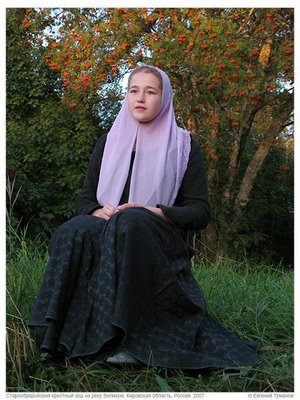 Старообрядческий крестный ход на реку Великую. Кировская область, Россия. 2007. © Евгений Туманов